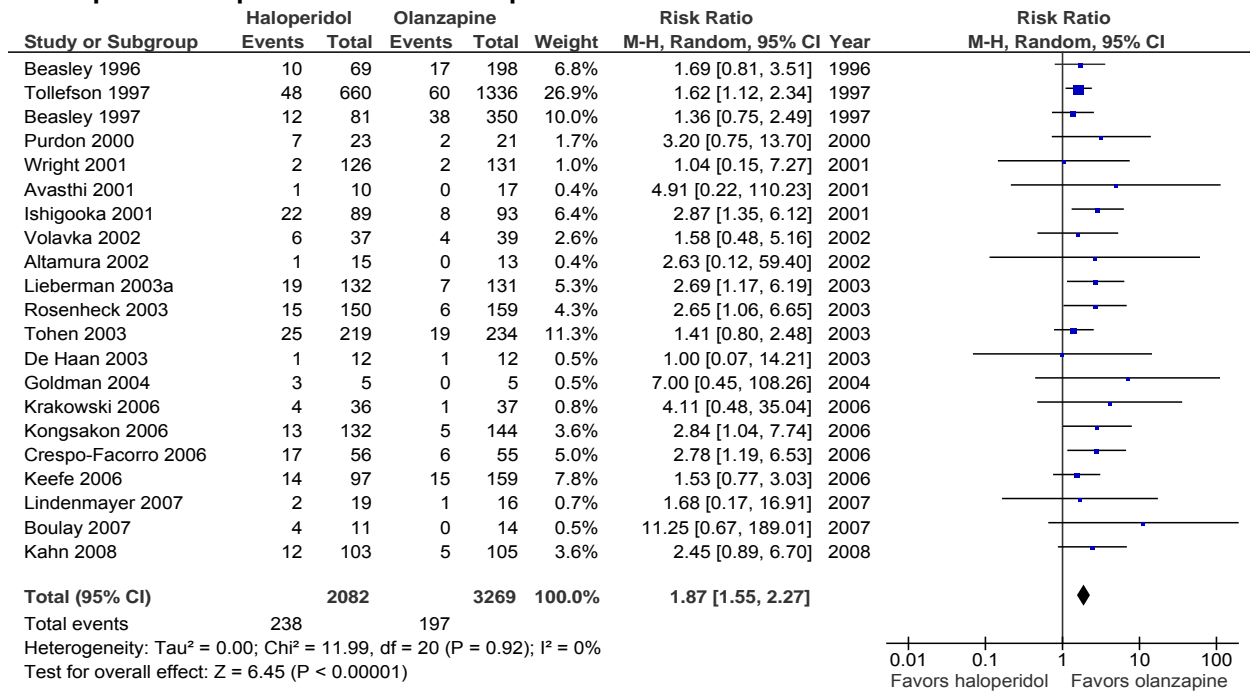 Haloperidol Olanzapine Risk Ratio Risk Ratio
Study or Subgroup Events Total Events Total Weight M-H, Random, 95% CI Year M-H, Random, 95% CI
Beasley 1996 10 69 17 198 6.8% 1.69 [0.81, 3.51] 1996
Tollefson 1997 48 660 60 1336 26.9% 1.62 [1.12, 2.34] 1997
Beasley 1997 12 81 38 350 10.0% 1.36 [0.75, 2.49] 1997
Purdon 2000 7 23 2 21 1.7% 3.20 [0.75, 13.70] 2000
Wright 2001 2 126 2 131 1.0% 1.04 [0.15, 7.27] 2001
Avasthi 2001 1 10 0 17 0.4% 4.91 [0.22, 110.23] 2001
Ishigooka 2001 22 89 8 93 6.4% 2.87 [1.35, 6.12] 2001
Volavka 2002 6 37 4 39 2.6% 1.58 [0.48, 5.16] 2002
Altamura 2002 1 15 0 13 0.4% 2.63 [0.12, 59.40] 2002
Lieberman 2003a 19 132 7 131 5.3% 2.69 [1.17, 6.19] 2003
Rosenheck 2003 15 150 6 159 4.3% 2.65 [1.06, 6.65] 2003
Tohen 2003 25 219 19 234 11.3% 1.41 [0.80, 2.48] 2003
De Haan 2003 1 12 1 12 0.5% 1.00 [0.07, 14.21] 2003
Goldman 2004 3 5 0 5 0.5% 7.00 [0.45, 108.26] 2004
Krakowski 2006 4 36 1 37 0.8% 4.11 [0.48, 35.04] 2006
Kongsakon 2006 13 132 5 144 3.6% 2.84 [1.04, 7.74] 2006
Crespo-Facorro 2006 17 56 6 55 5.0% 2.78 [1.19, 6.53] 2006
Keefe 2006 14 97 15 159 7.8% 1.53 [0.77, 3.03] 2006
Lindenmayer 2007 2 19 1 16 0.7% 1.68 [0.17, 16.91] 2007
Boulay 2007 4 11 0 14 0.5% 11.25 [0.67, 189.01] 2007
Kahn 2008 12 103 5 105 3.6% 2.45 [0.89, 6.70] 2008
Total (95% CI) 2082 3269 100.0% 1.87 [1.55, 2.27]
Total events 238 197
Heterogeneity: Tau² = 0.00; Chi² = 11.99, df = 20 (P = 0.92); I² = 0%
Test for overall effect: Z = 6.45 (P < 0.00001)
0.01 0.1 1 10 100
Favors haloperidol Favors olanzapine